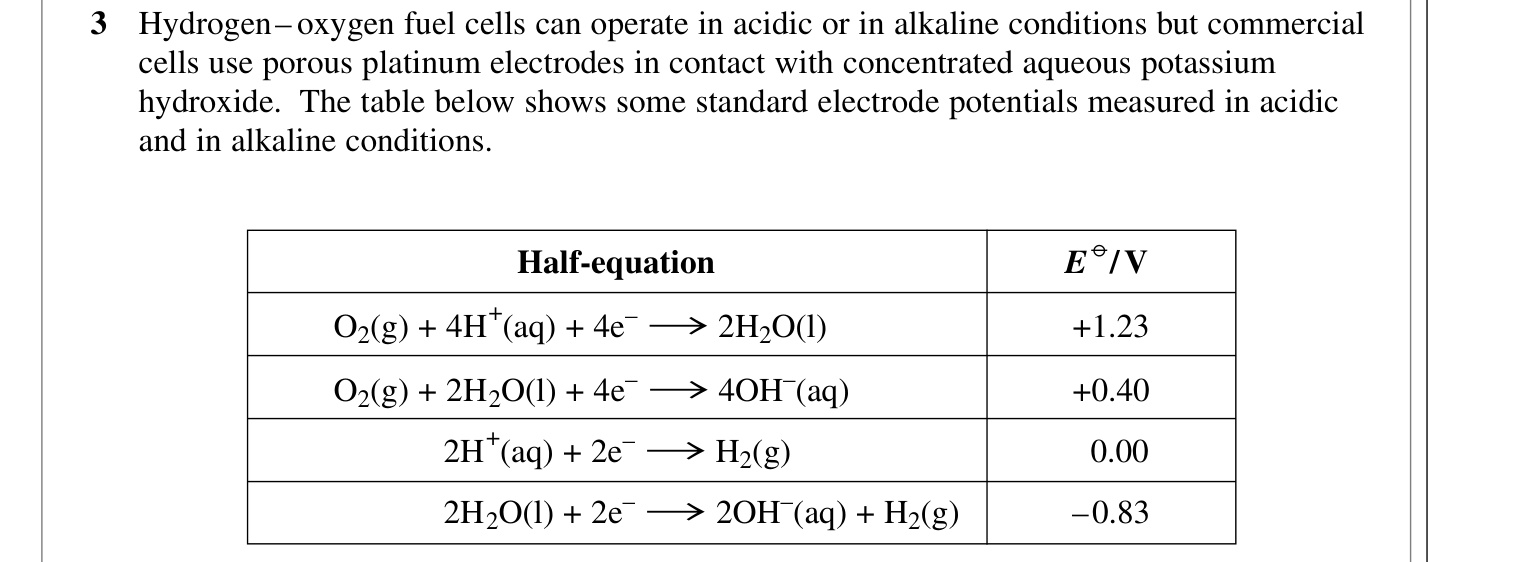 3 Hydrogen–oxygen fuel cells can operate in acidic or in alkaline conditions but commercial
cells use porous platinum electrodes in contact with concentrated aqueous potassium
hydroxide. The table below shows some standard electrode potentials measured in acidic
and in alkaline conditions.
Half-equation E⦵/V
O₂(g) + 4H⁺(aq) + 4e⁻ ⟶ 2H₂O(l) +1.23
O₂(g) + 2H₂O(l) + 4e⁻ ⟶ 4OH⁻(aq) +0.40
2H⁺(aq) + 2e⁻ ⟶ H₂(g) 0.00
2H₂O(l) + 2e⁻ ⟶ 2OH⁻(aq) + H₂(g) –0.83